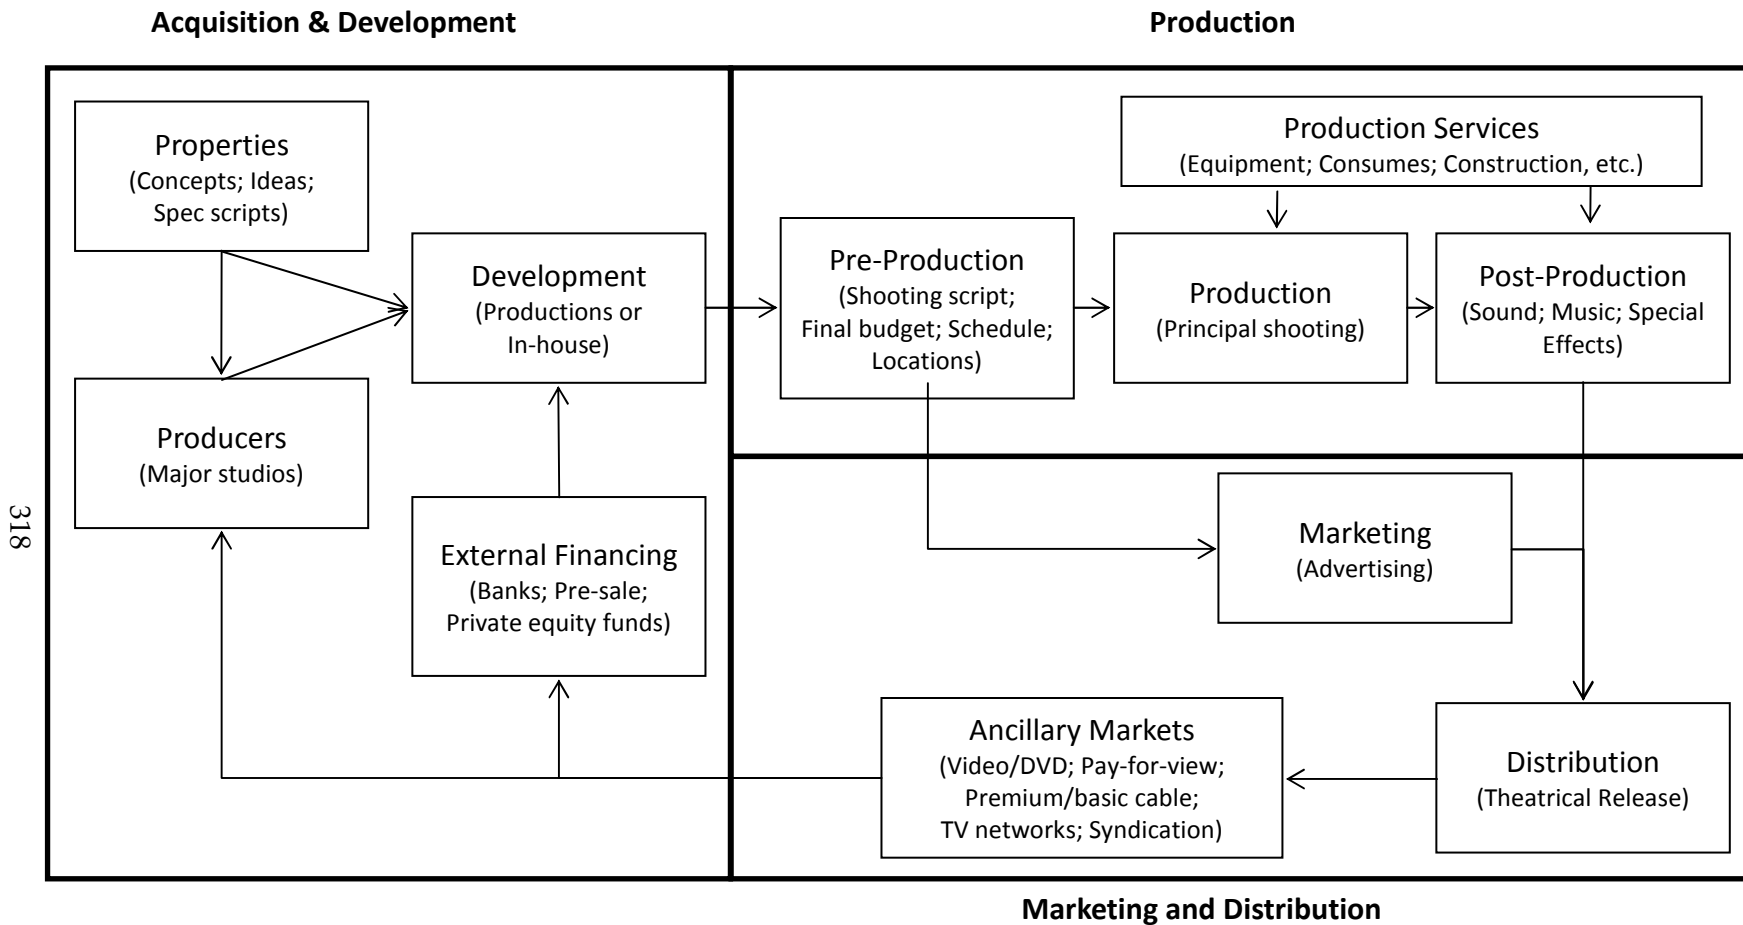 Acquisition & Development
Production
Properties
(Concepts; Ideas;
Spec scripts)
Producers
(Major studios)
Development
(Productions or
In-house)
External Financing
(Banks; Pre-sale;
Private equity funds)
Production Services
(Equipment; Consumes; Construction, etc.)
Pre-Production
(Shooting script;
Final budget; Schedule;
Locations)
Production
(Principal shooting)
Post-Production
(Sound; Music; Special
Effects)
Marketing
(Advertising)
Ancillary Markets
(Video/DVD; Pay-for-view;
Premium/basic cable;
TV networks; Syndication)
Distribution
(Theatrical Release)
Marketing and Distribution
318